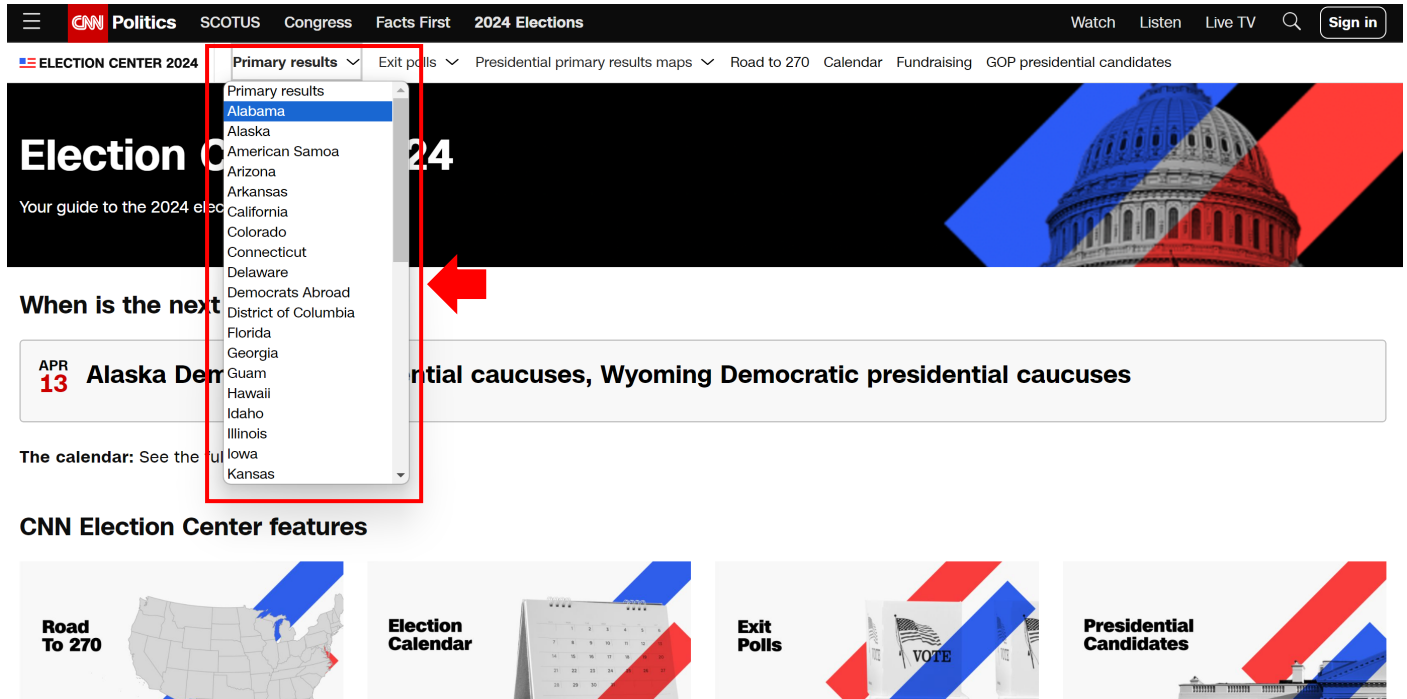 CNN Politics SCOTUS Congress Facts First 2024 Elections Watch Listen Live TV Sign in
ELECTION CENTER 2024 Primary results Exit polls Presidential primary results maps Road to 270 Calendar Fundraising GOP presidential candidates
Primary results
Alabama
Alaska
American Samoa
Arizona
Arkansas
California
Colorado
Connecticut
Delaware
Democrats Abroad
District of Columbia
Florida
Georgia
Guam
Hawaii
Idaho
Illinois
Iowa
Kansas
Election 24
Your guide to the 2024
When is the next
APR
13
Alaska caucuses, Wyoming Democratic presidential caucuses
The calendar: See the
CNN Election Center features
Road
To 270
Election
Calendar
Exit
Polls
VOTE
Presidential
Candidates